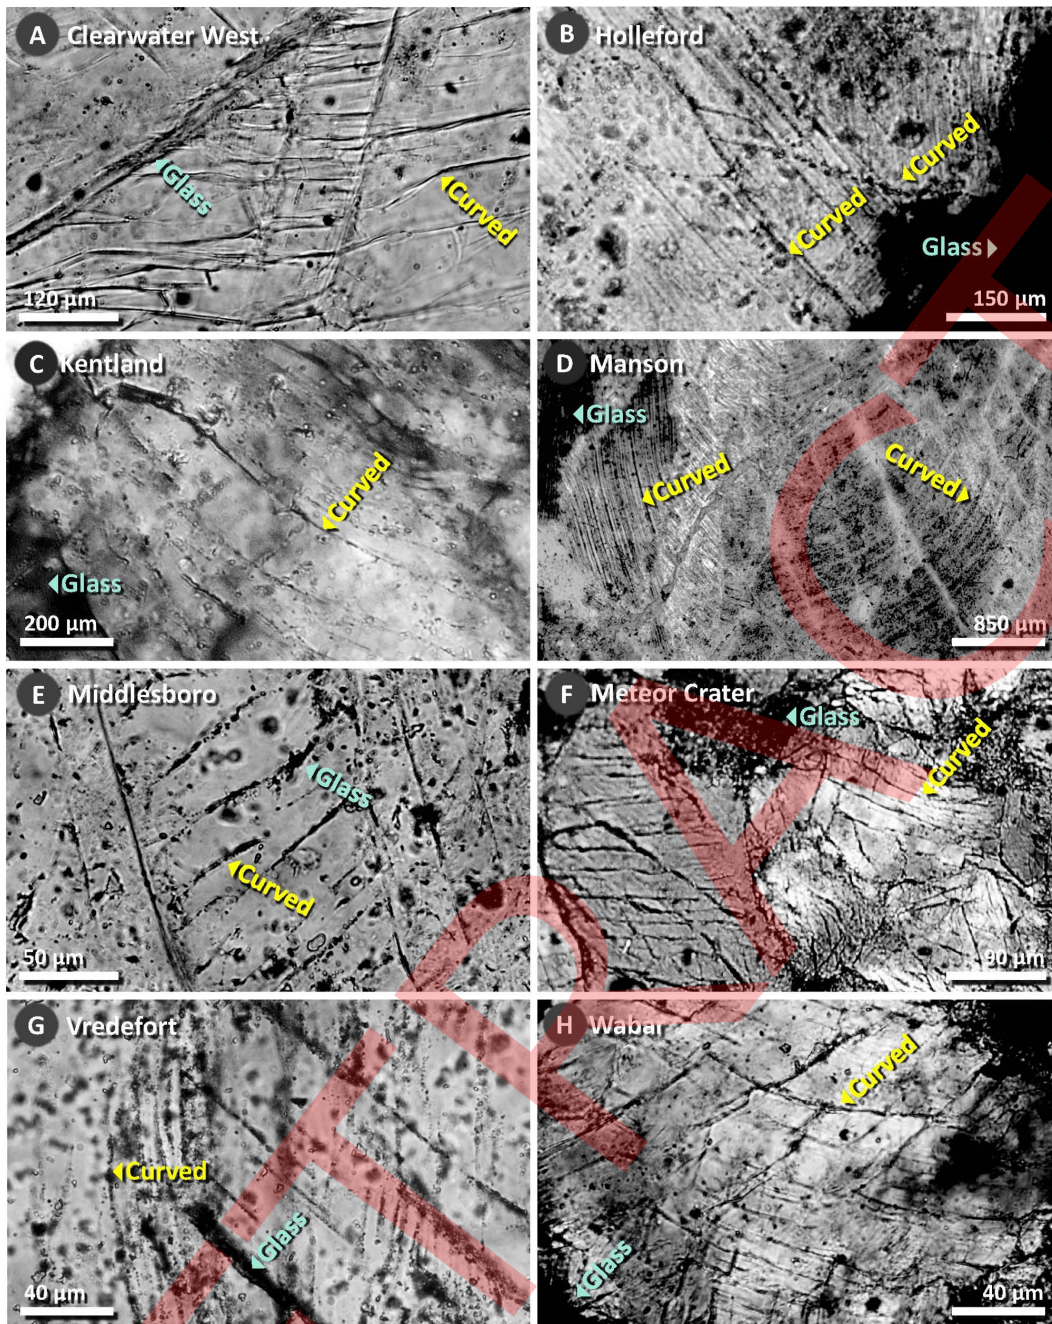 A Clearwater West
Glass
Curved
120 µm
B Holleford
Curved
Curved
Glass
150 µm
C Kentland
Curved
Glass
200 µm
D Manson
Glass
Curved
Curved
850 µm
E Middlesboro
Glass
Curved
50 µm
F Meteor Crater
Glass
Curved
90 µm
G Vredefort
Curved
Glass
40 µm
H Wabar
Curved
Glass
40 µm